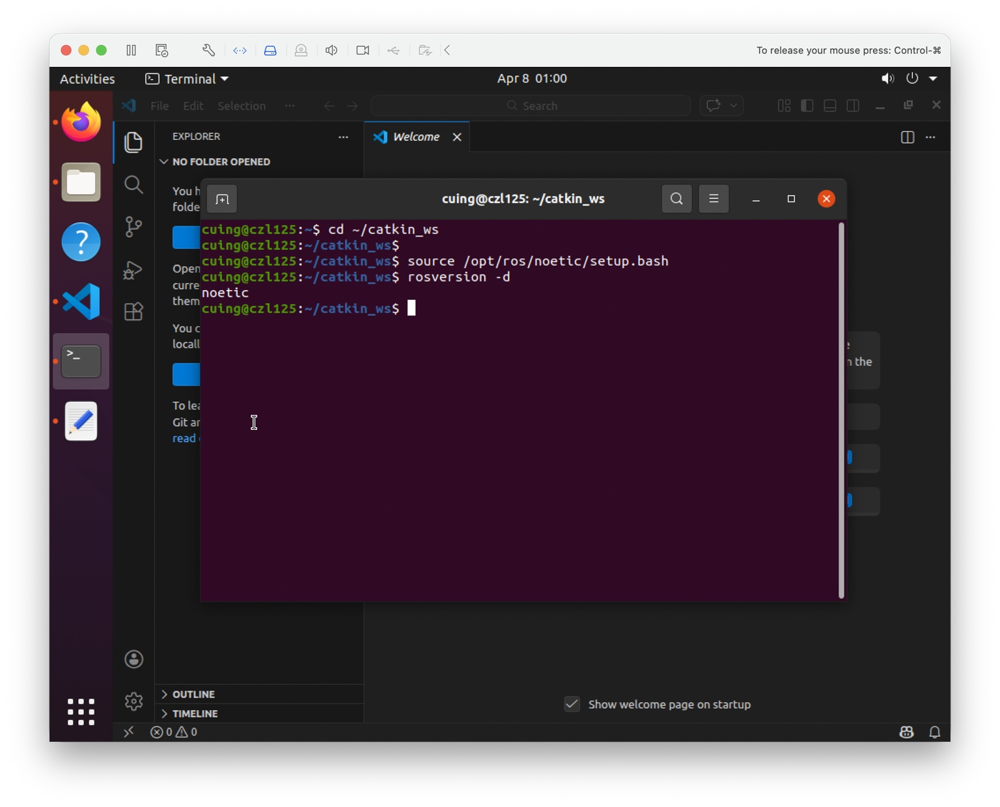 To release your mouse press: Control-⌘
Activities
Terminal
Apr 8 01:00
File Edit Selection ···
Search
EXPLORER
Welcome
NO FOLDER OPENED
You h
folde
cuing@czl125: ~/catkin_ws
cuing@czl125:~$ cd ~/catkin_ws
cuing@czl125:~/catkin_ws$
cuing@czl125:~/catkin_ws$ source /opt/ros/noetic/setup.bash
cuing@czl125:~/catkin_ws$ rosversion -d
noetic
cuing@czl125:~/catkin_ws$
Open
curre
them
You c
locall
To lea
Git an
read
n the
OUTLINE
TIMELINE
Show welcome page on startup
0 0